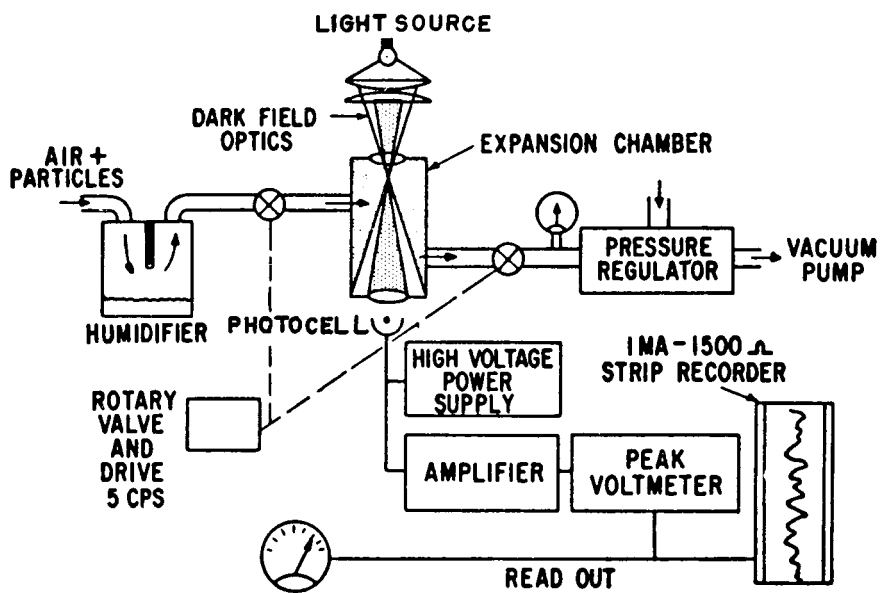 LIGHT SOURCE
DARK FIELD
OPTICS
AIR +
PARTICLES
EXPANSION CHAMBER
PRESSURE
REGULATOR
VACUUM
PUMP
HUMIDIFIER
PHOTOCELL
HIGH VOLTAGE
POWER
SUPPLY
1MA-1500 Ω
STRIP RECORDER
ROTARY
VALVE
AND
DRIVE
5 CPS
AMPLIFIER
PEAK
VOLTMETER
READ OUT